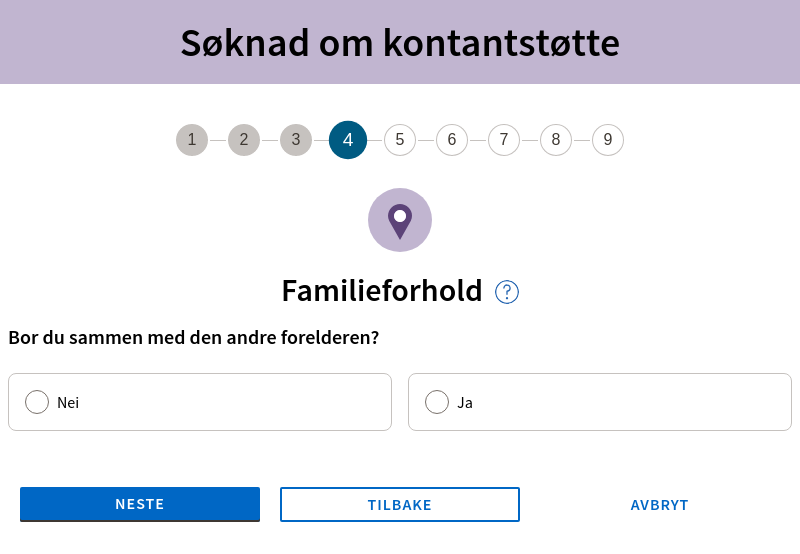 Søknad om kontantstøtte
1 2 3 4 5 6 7 8 9
Familieforhold ?
Bor du sammen med den andre forelderen?
Nei Ja
NESTE TILBAKE AVBRYT